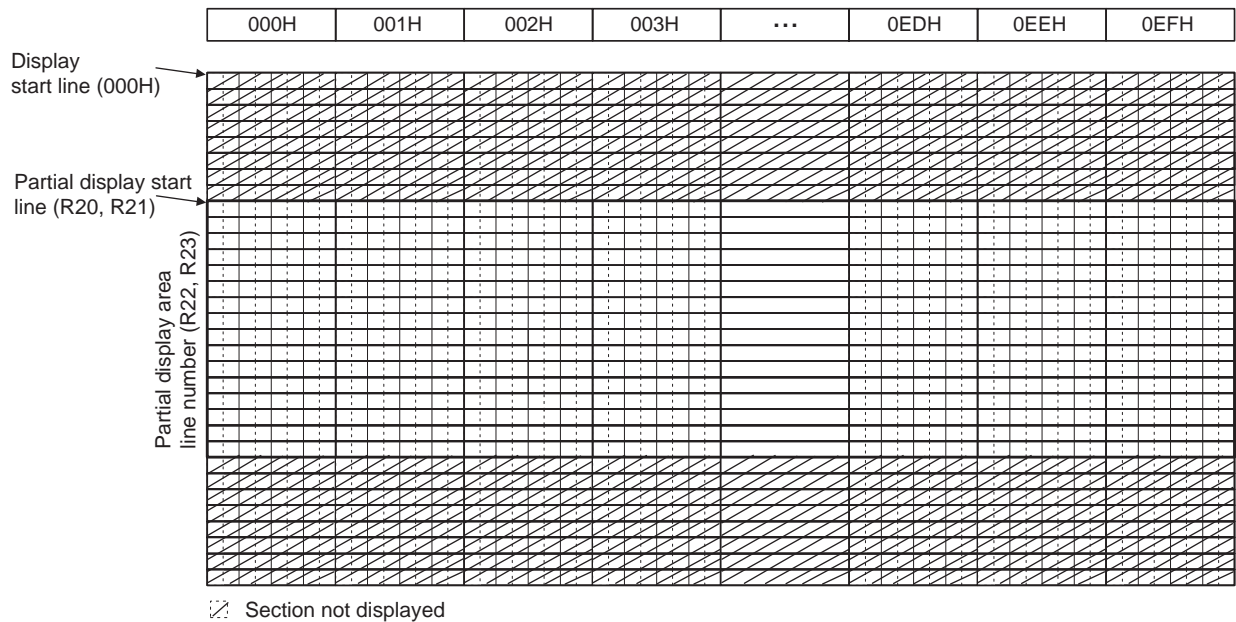 000H 001H 002H 003H ... 0EDH 0EEH 0EFH
Display
start line (000H)
Partial display start
line (R20, R21)
Partial display area
line number (R22, R23)
Section not displayed